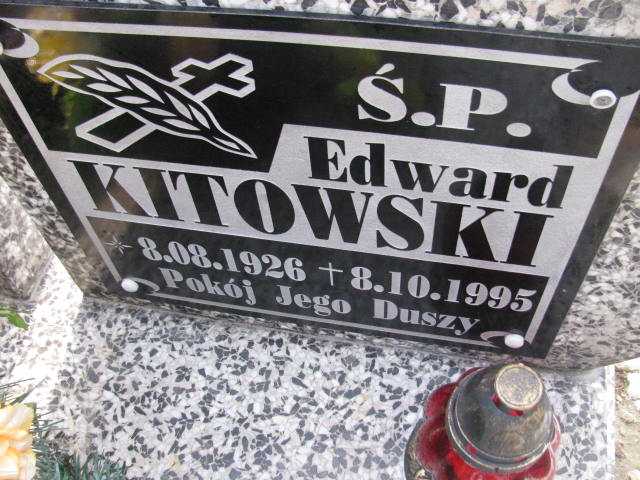 Ś.P.
Edward
KITOWSKI
* 8.08.1926 † 8.10.1995
Pokój Jego Duszy